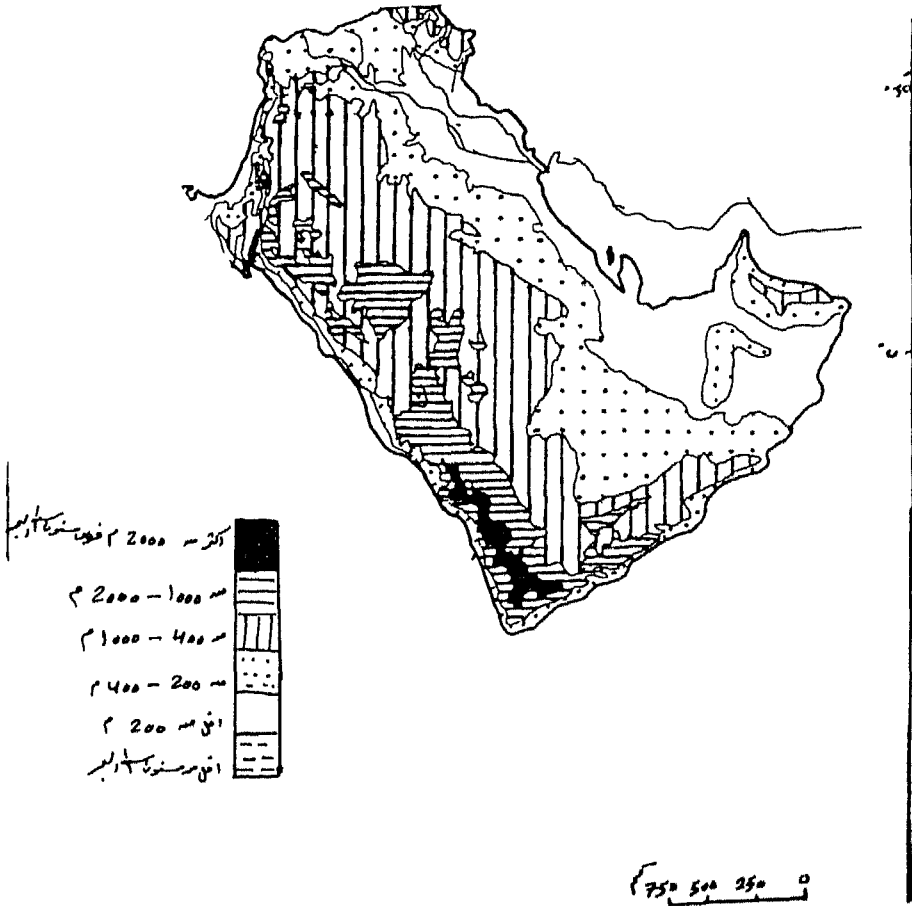 أكثر من 2000 م فوق مستوى سطح البحر
من 1000 – 2000 م
من 400 – 1000 م
من 200 – 400 م
أقل من 200 م
أقل من مستوى سطح البحر
750 500 250 0
كم